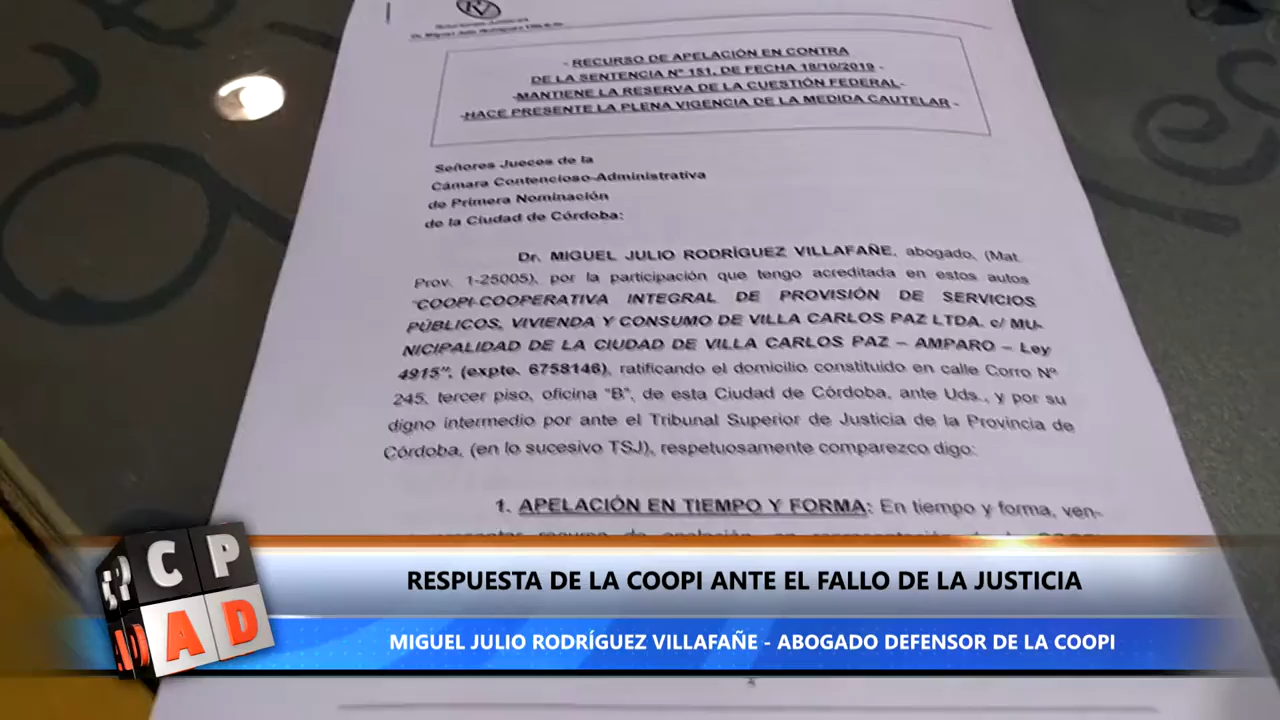 RV
- RECURSO DE APELACIÓN EN CONTRA
DE LA SENTENCIA Nº 151, DE FECHA 18/10/2019 -
-MANTIENE LA RESERVA DE LA CUESTIÓN FEDERAL-
-HACE PRESENTE LA PLENA VIGENCIA DE LA MEDIDA CAUTELAR -
Señores Jueces de la
Cámara Contencioso-Administrativa
de Primera Nominación
de la Ciudad de Córdoba:
Dr. MIGUEL JULIO RODRÍGUEZ VILLAFAÑE, abogado, (Mat.
Prov. 1-25005), por la participación que tengo acreditada en estos autos
"COOPI-COOPERATIVA INTEGRAL DE PROVISIÓN DE SERVICIOS
PÚBLICOS, VIVIENDA Y CONSUMO DE VILLA CARLOS PAZ LTDA. c/ MU-
NICIPALIDAD DE LA CIUDAD DE VILLA CARLOS PAZ – AMPARO – Ley
4915", (expte. 6758146), ratificando el domicilio constituido en calle Corro Nº
245, tercer piso, oficina "B", de esta Ciudad de Córdoba, ante Uds., y por su
digno intermedio por ante el Tribunal Superior de Justicia de la Provincia de
Córdoba, (en lo sucesivo TSJ), respetuosamente comparezco digo:
1. APELACIÓN EN TIEMPO Y FORMA: En tiempo y forma, ven-
CP
AD
RESPUESTA DE LA COOPI ANTE EL FALLO DE LA JUSTICIA
MIGUEL JULIO RODRÍGUEZ VILLAFAÑE - ABOGADO DEFENSOR DE LA COOPI